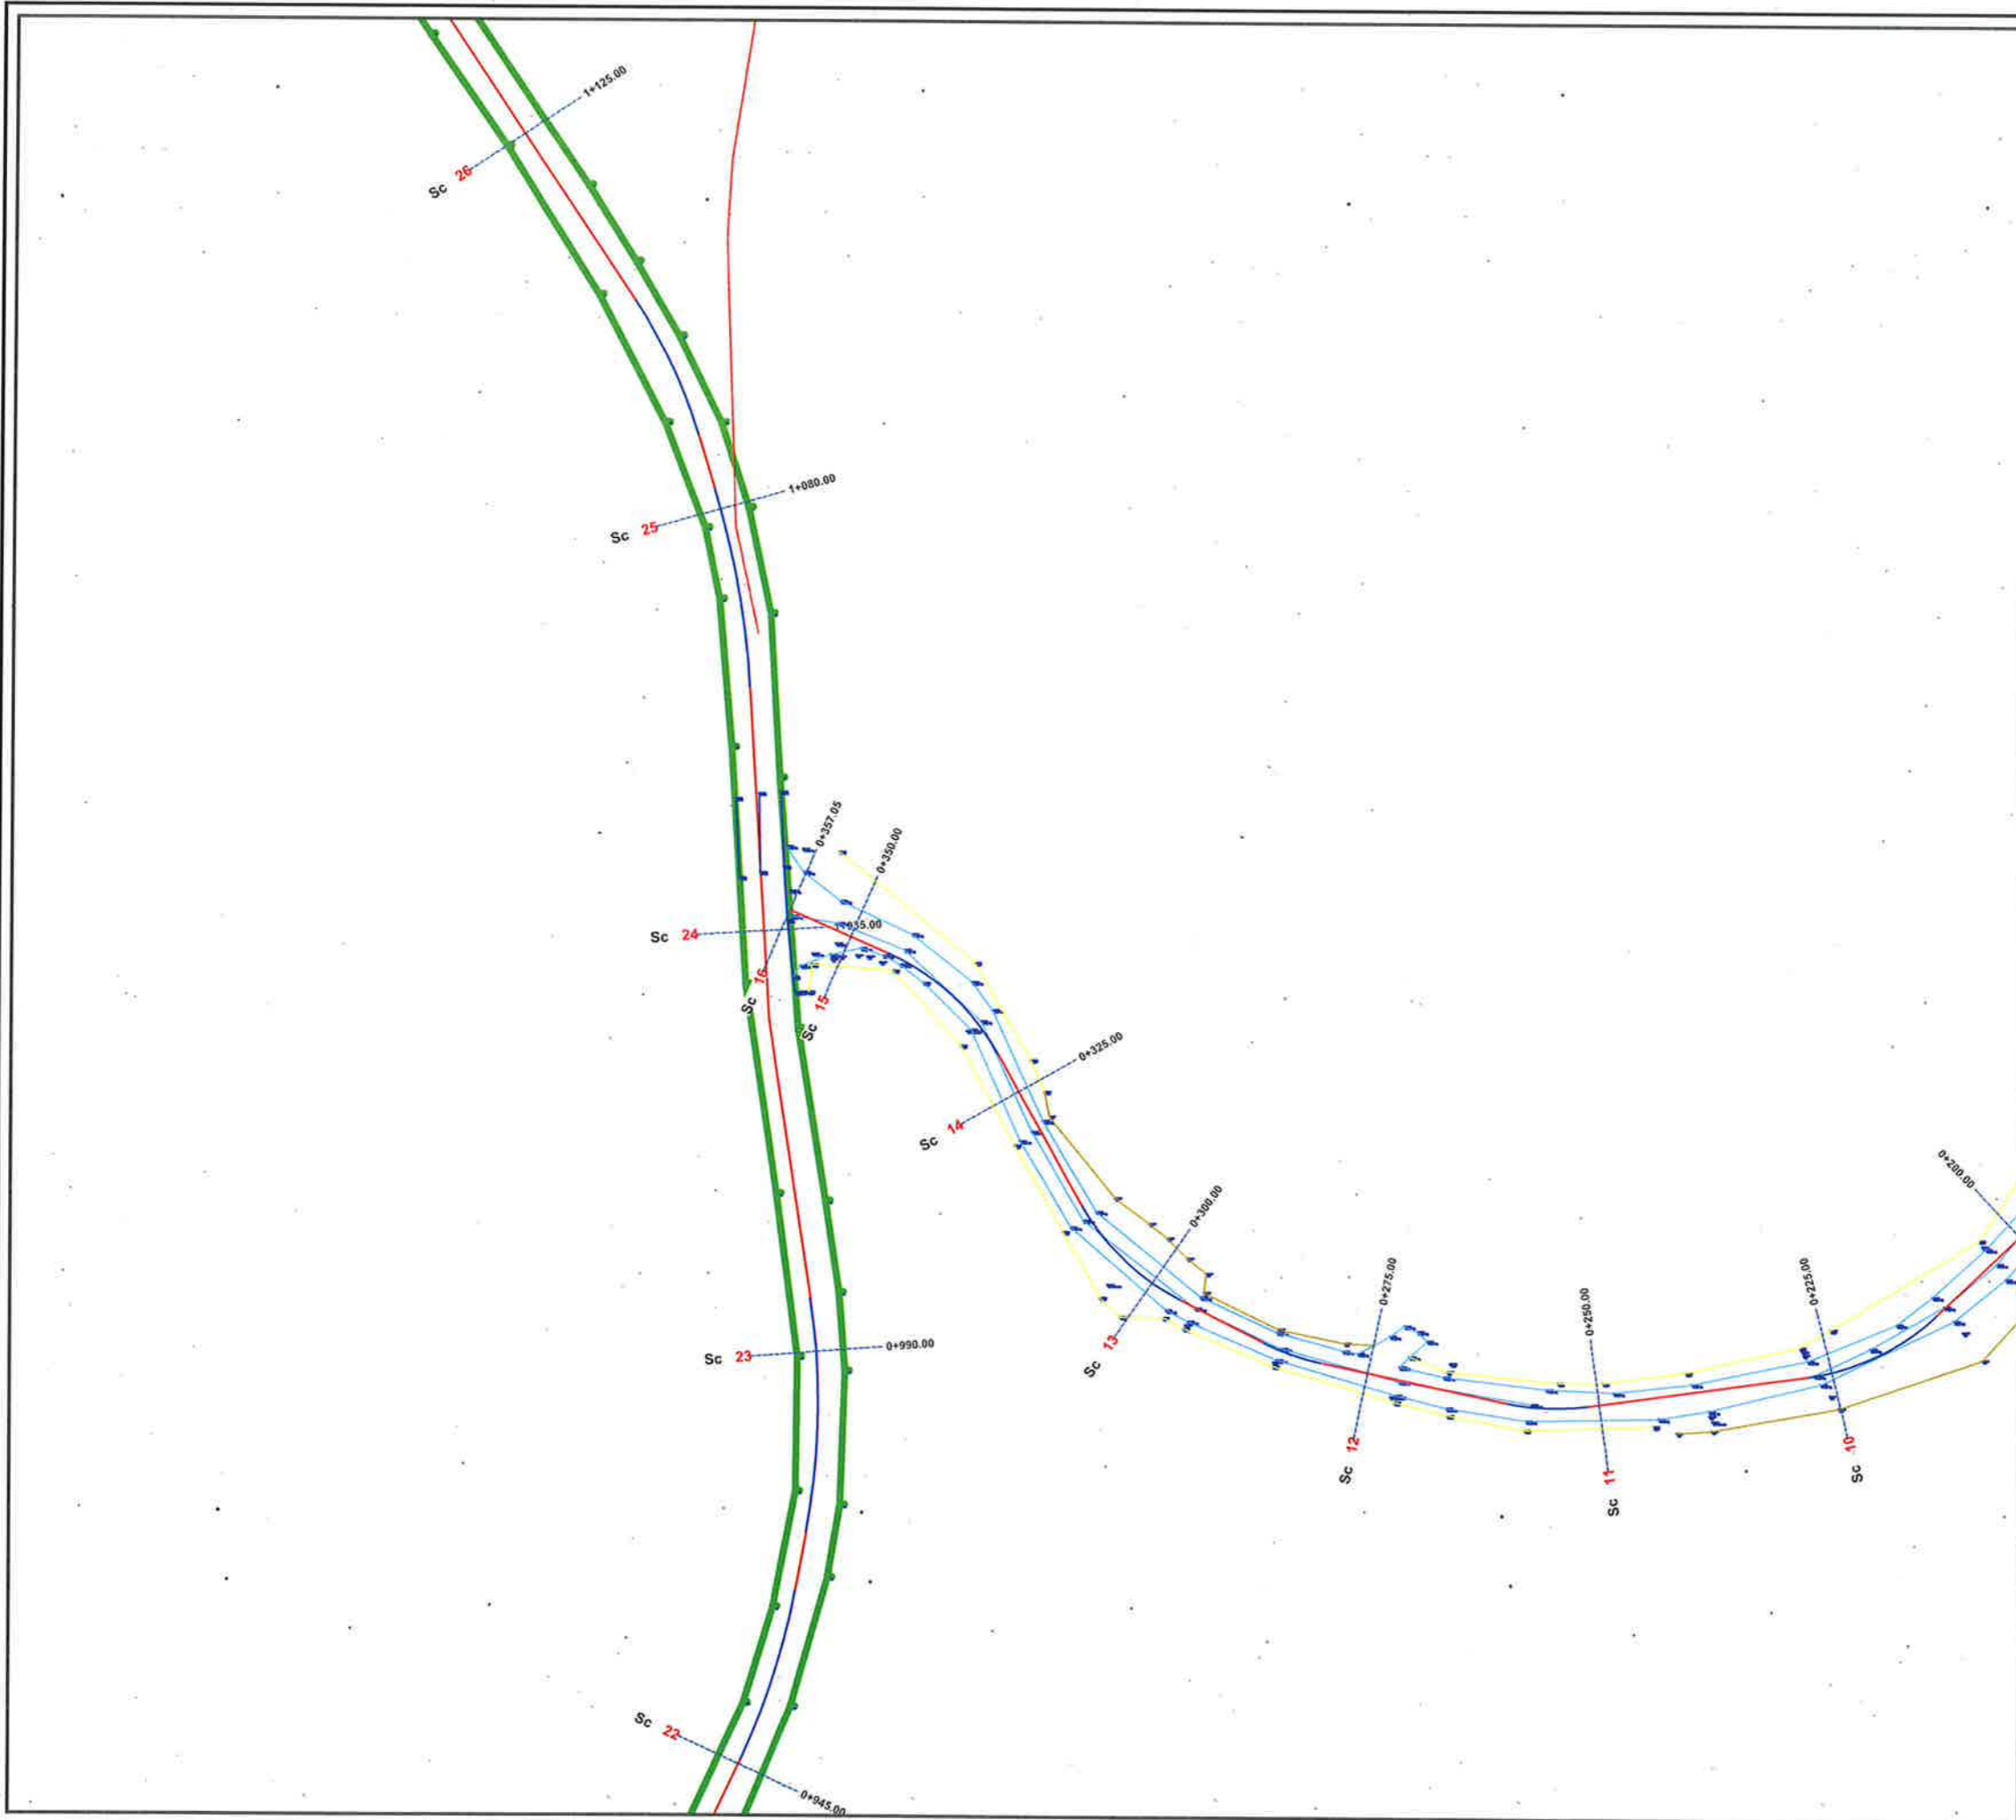 1+125.00
Sc 26
1+080.00
Sc 25
0+357.05
0+350.00
Sc 24
1+035.00
Sc 16
Sc 15
0+325.00
Sc 14
0+200.00
0+300.00
0+275.00
0+225.00
0+250.00
0+990.00
Sc 23
Sc 13
Sc 12
Sc 10
Sc 11
Sc 22
0+945.00